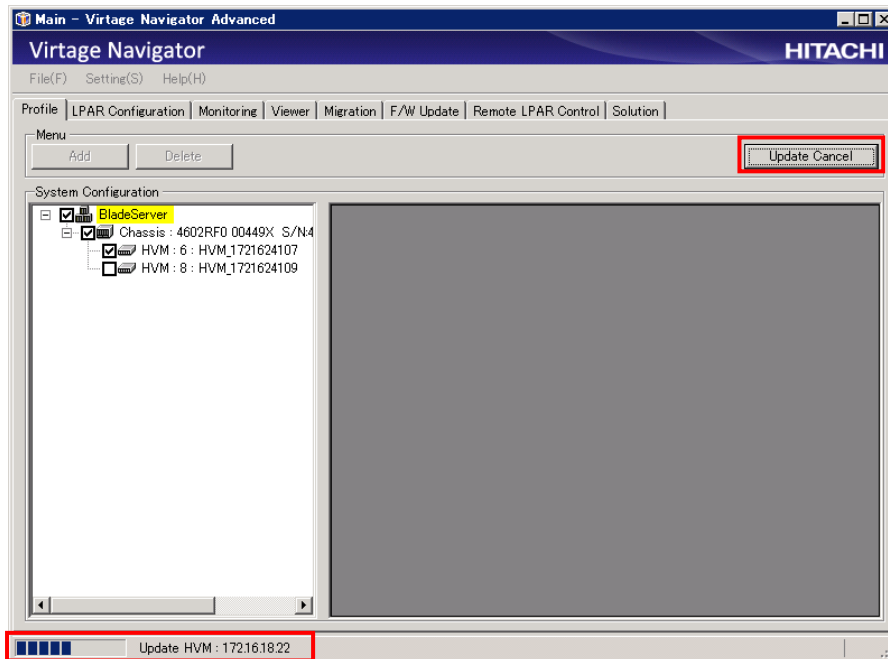 Main - Virtage Navigator Advanced
Virtage Navigator HITACHI
File(F) Setting(S) Help(H)
Profile LPAR Configuration Monitoring Viewer Migration F/W Update Remote LPAR Control Solution
Menu
Add Delete Update Cancel
System Configuration
BladeServer
Chassis : 4602RF0 00449X S/N:4
HVM : 6 : HVM_1721624107
HVM : 8 : HVM_1721624109
Update HVM : 172.16.18.22